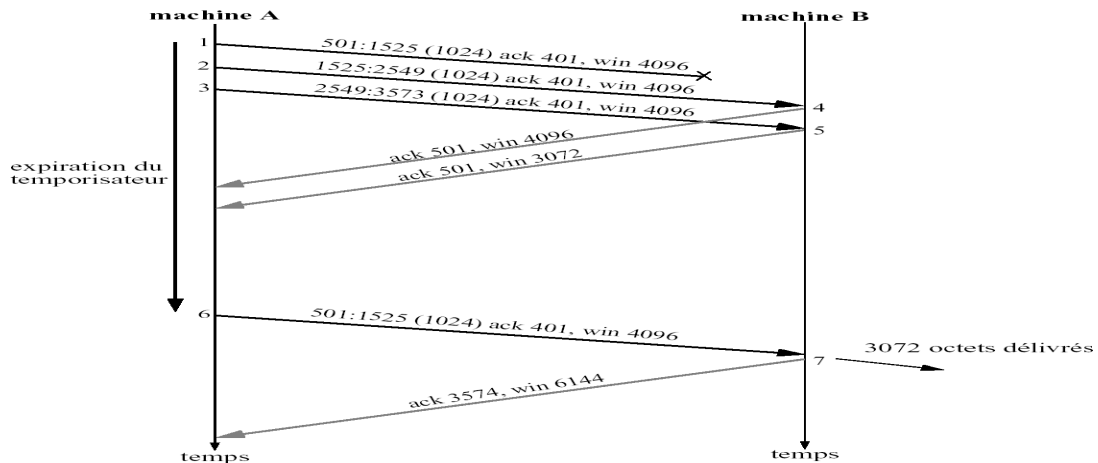 machine A
machine B
1
501:1525 (1024) ack 401, win 4096
2
1525:2549 (1024) ack 401, win 4096
3
2549:3573 (1024) ack 401, win 4096
4
5
ack 501, win 4096
ack 501, win 3072
expiration du
temporisateur
6
501:1525 (1024) ack 401, win 4096
7
3072 octets délivrés
ack 3574, win 6144
temps
temps